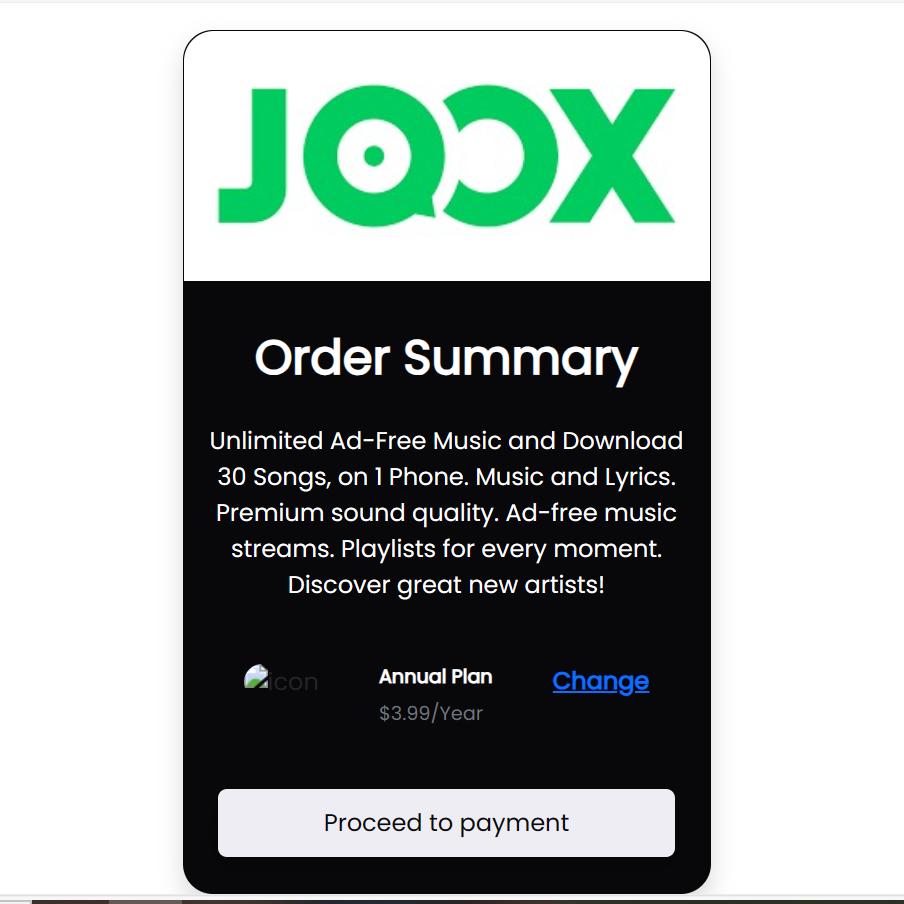 JOOX
Order Summary
Unlimited Ad-Free Music and Download
30 Songs, on 1 Phone. Music and Lyrics.
Premium sound quality. Ad-free music
streams. Playlists for every moment.
Discover great new artists!
icon
Annual Plan
Change
$3.99/Year
Proceed to payment